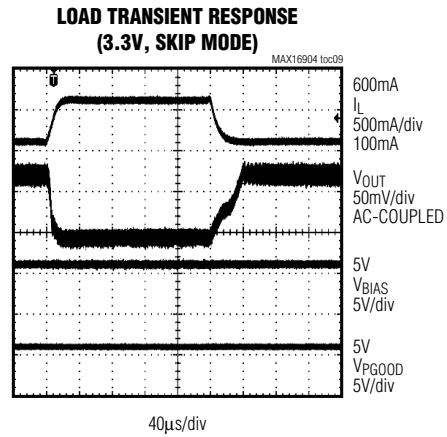 LOAD TRANSIENT RESPONSE
(3.3V, SKIP MODE)
MAX16904 toc09
T
600mA
IL
500mA/div
100mA
VOUT
50mV/div
AC-COUPLED
5V
VBIAS
5V/div
5V
VPGOOD
5V/div
40µs/div